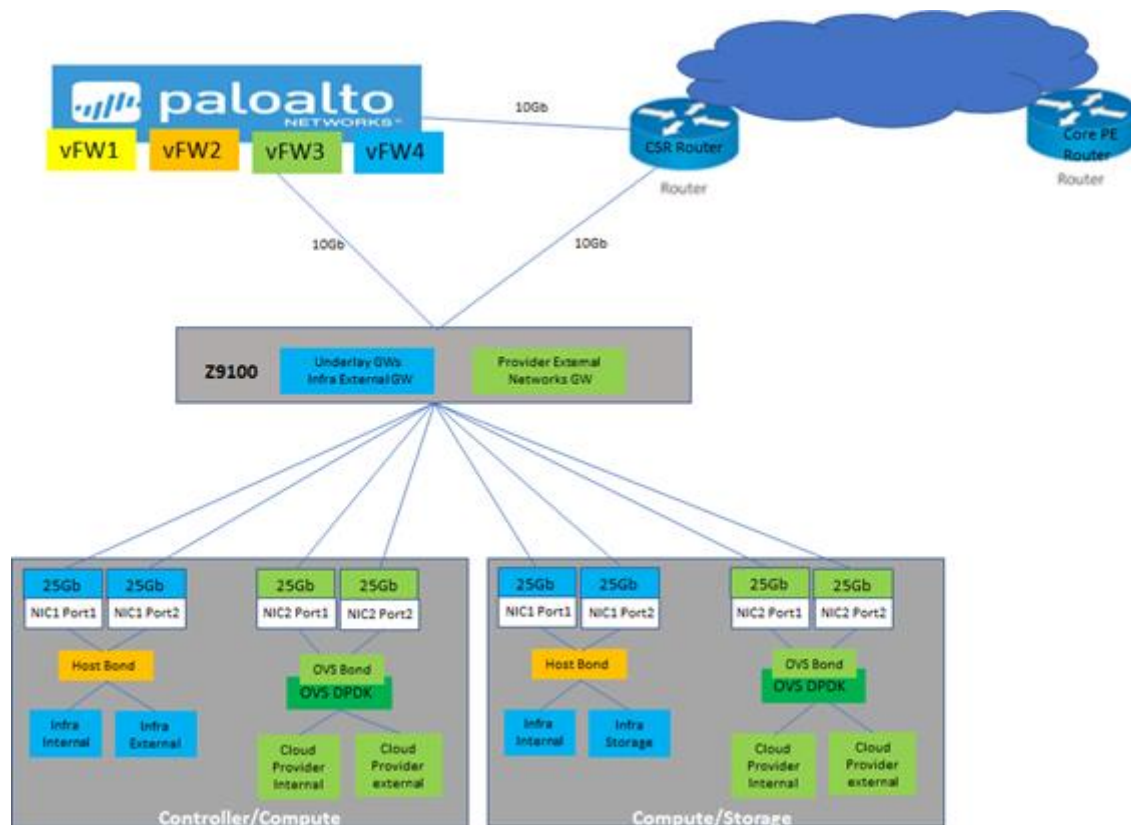 paloalto
NETWORKS
vFW1
vFW2
vFW3
vFW4
10Gb
CSR Router
Router
Core PE
Router
Router
10Gb
10Gb
Z9100
Underlay GWs
Infra External GW
Provider External
Networks GW
25Gb
25Gb
25Gb
25Gb
NIC1 Port1
NIC1 Port2
NIC2 Port1
NIC2 Port2
Host Bond
OVS Bond
OVS DPDK
Infra
Internal
Infra
External
Cloud
Provider
Internal
Cloud
Provider
external
Controller/Compute
25Gb
25Gb
25Gb
25Gb
NIC1 Port1
NIC1 Port2
NIC2 Port1
NIC2 Port2
Host Bond
OVS Bond
OVS DPDK
Infra
Internal
Infra
Storage
Cloud
Provider
Internal
Cloud
Provider
external
Compute/Storage